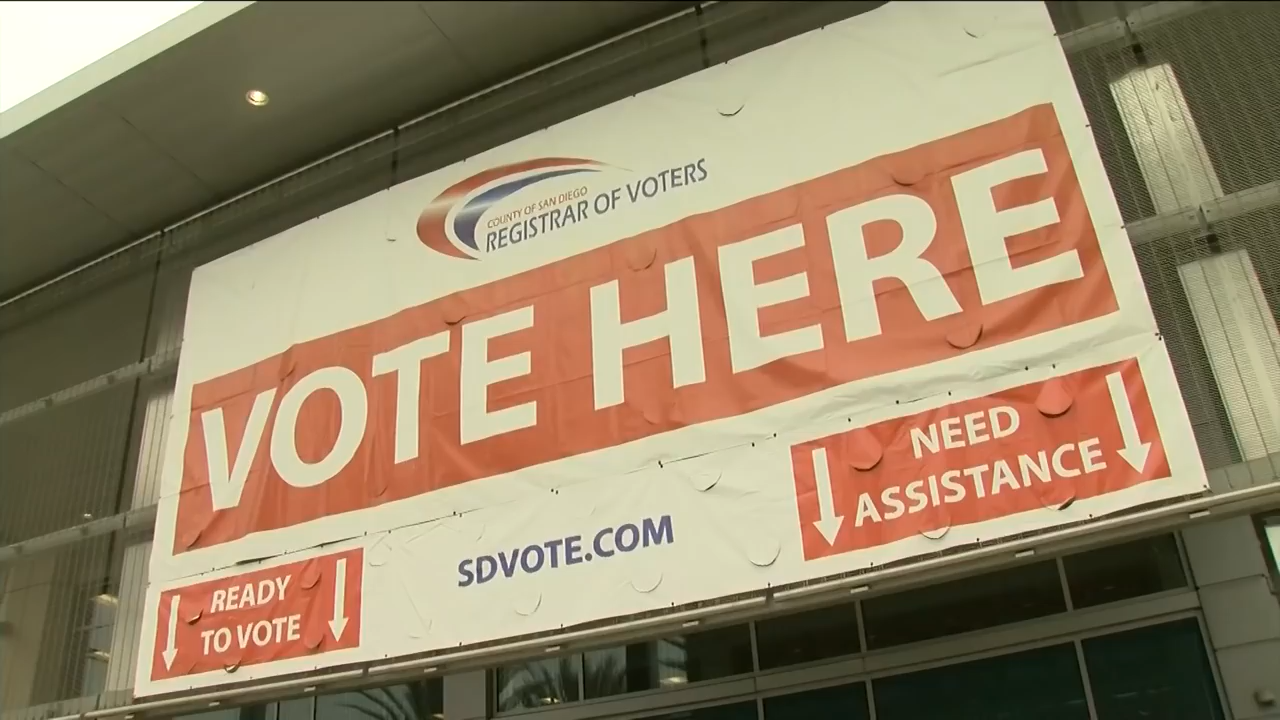 COUNTY OF SAN DIEGO
REGISTRAR OF VOTERS
VOTE HERE
READY
TO VOTE
SDVOTE.COM
NEED
ASSISTANCE